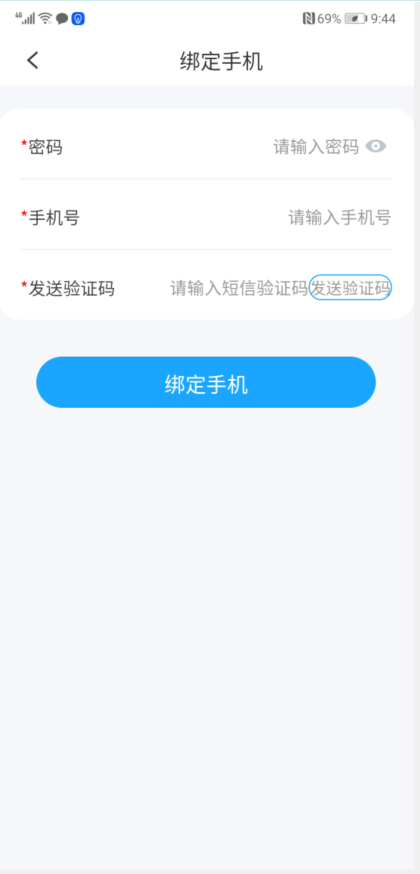 4G 69% 9:44
绑定手机
*密码 请输入密码
*手机号 请输入手机号
*发送验证码 请输入短信验证码 发送验证码
绑定手机